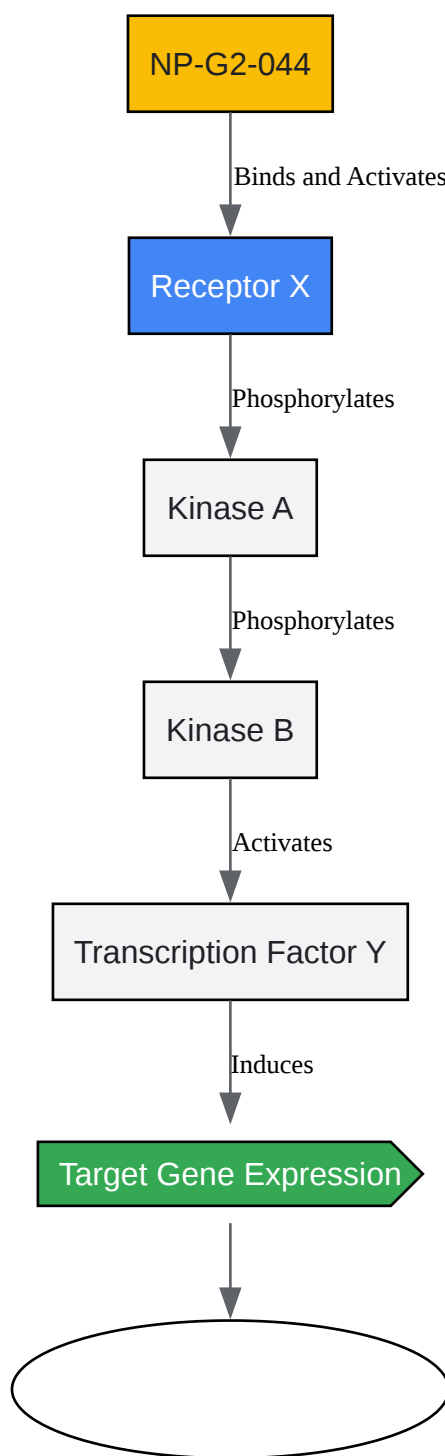 NP-G2-044
Binds and Activates
Receptor X
Phosphorylates
Kinase A
Phosphorylates
Kinase B
Activates
Transcription Factor Y
Induces
Target Gene Expression